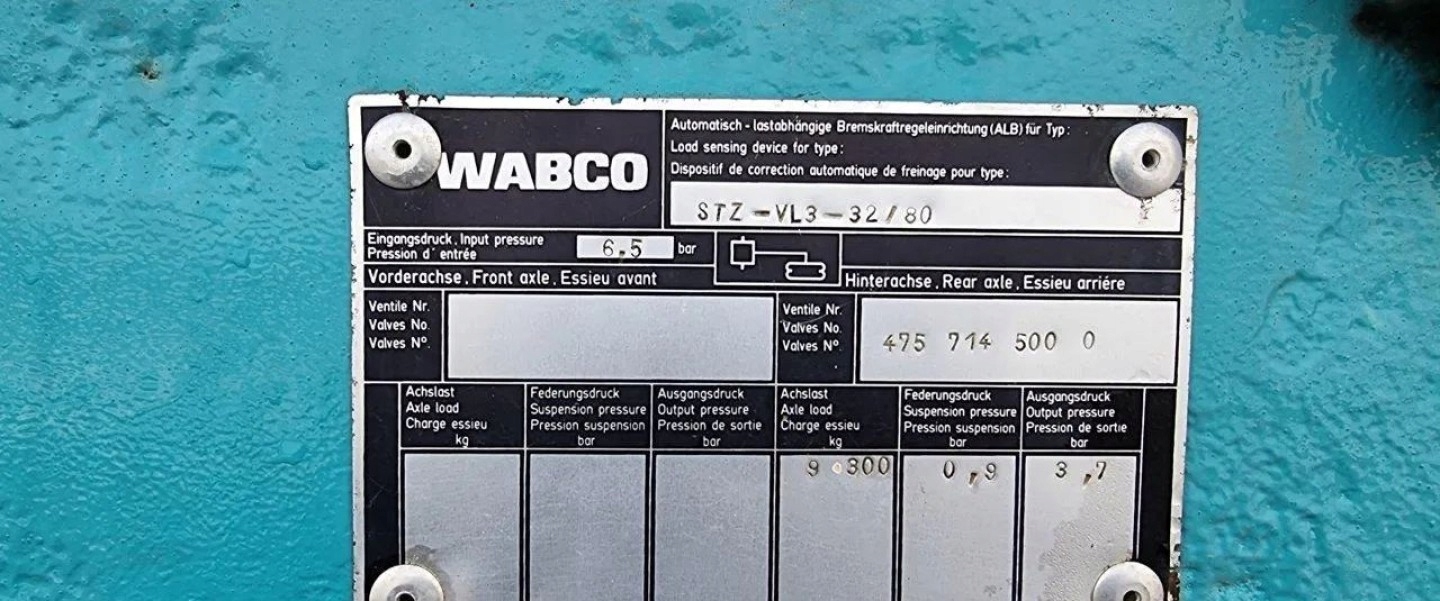 WABCO
Automatisch - lastabhängige Bremskraftregeleinrichtung (ALB) für Typ:
Load sensing device for type:
Dispositif de correction automatique de freinage pour type:
STZ-VL3-32/80
Eingangsdruck. Input pressure
Pression d'entrée
6,5 bar
Vorderachse. Front axle. Essieu avant
Hinterachse. Rear axle. Essieu arriére
Ventile Nr.
Valves No.
Valves N°.
Ventile Nr.
Valves No.
Valves N°.
475 714 500 0
Achslast
Axle load
Charge essieu
kg
Federungsdruck
Suspension pressure
Pression suspension
bar
Ausgangsdruck
Output pressure
Pression de sortie
bar
Achslast
Axle load
Charge essieu
kg
Federungsdruck
Suspension pressure
Pression suspension
bar
Ausgangsdruck
Output pressure
Pression de sortie
bar
9.300 0,9 3,7